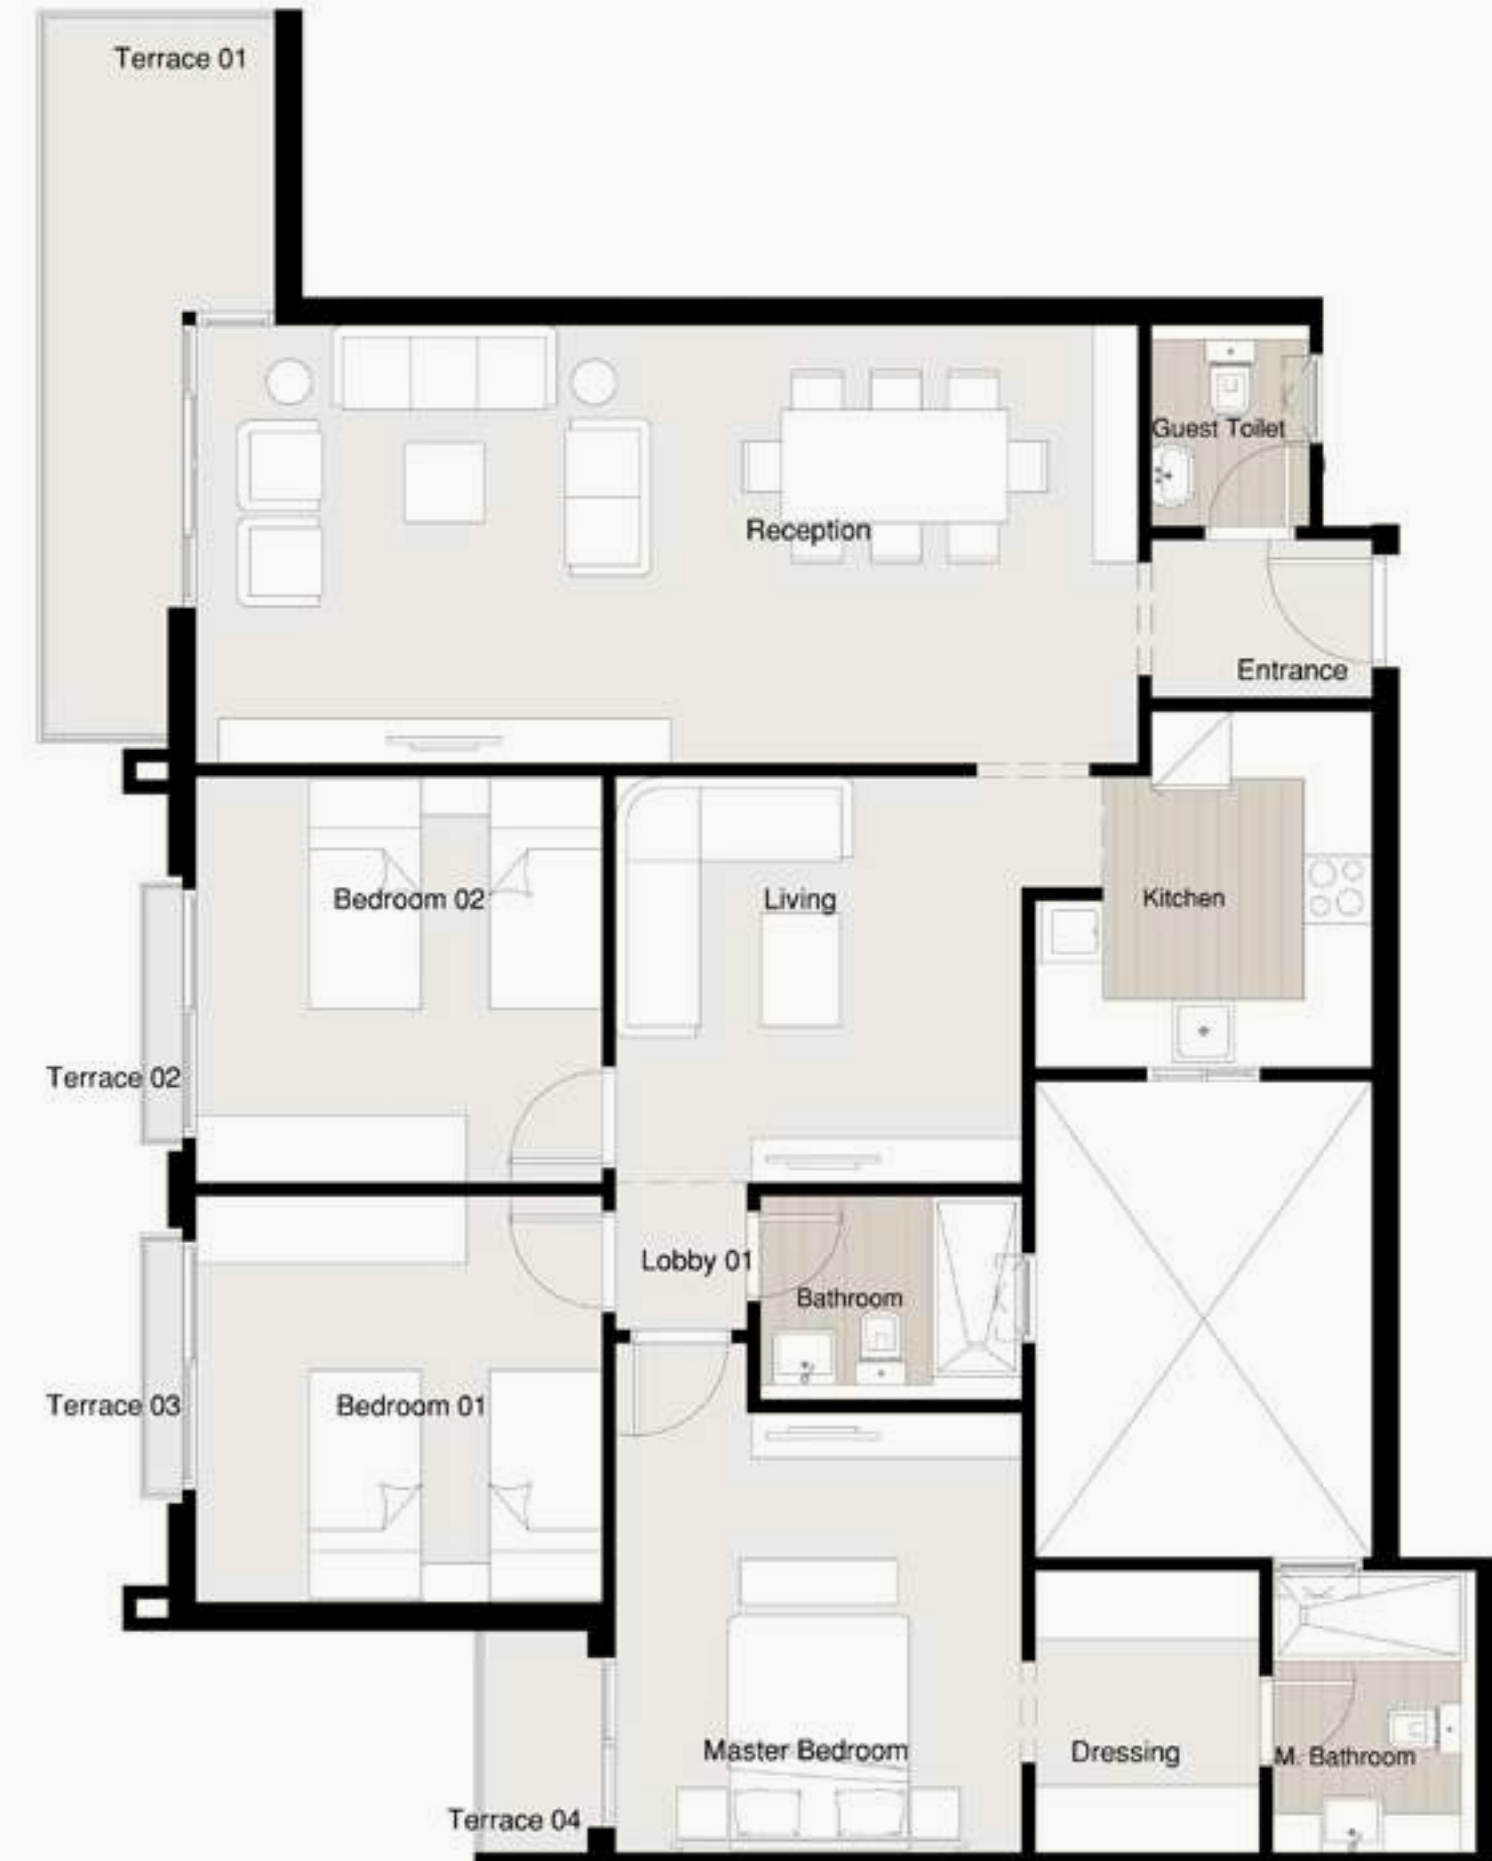 Terrace 01
Guest Toilet
Reception
Entrance
Bedroom 02
Living
Kitchen
Terrace 02
Lobby 01
Bathroom
Terrace 03
Bedroom 01
Master Bedroom
Dressing
M. Bathroom
Terrace 04